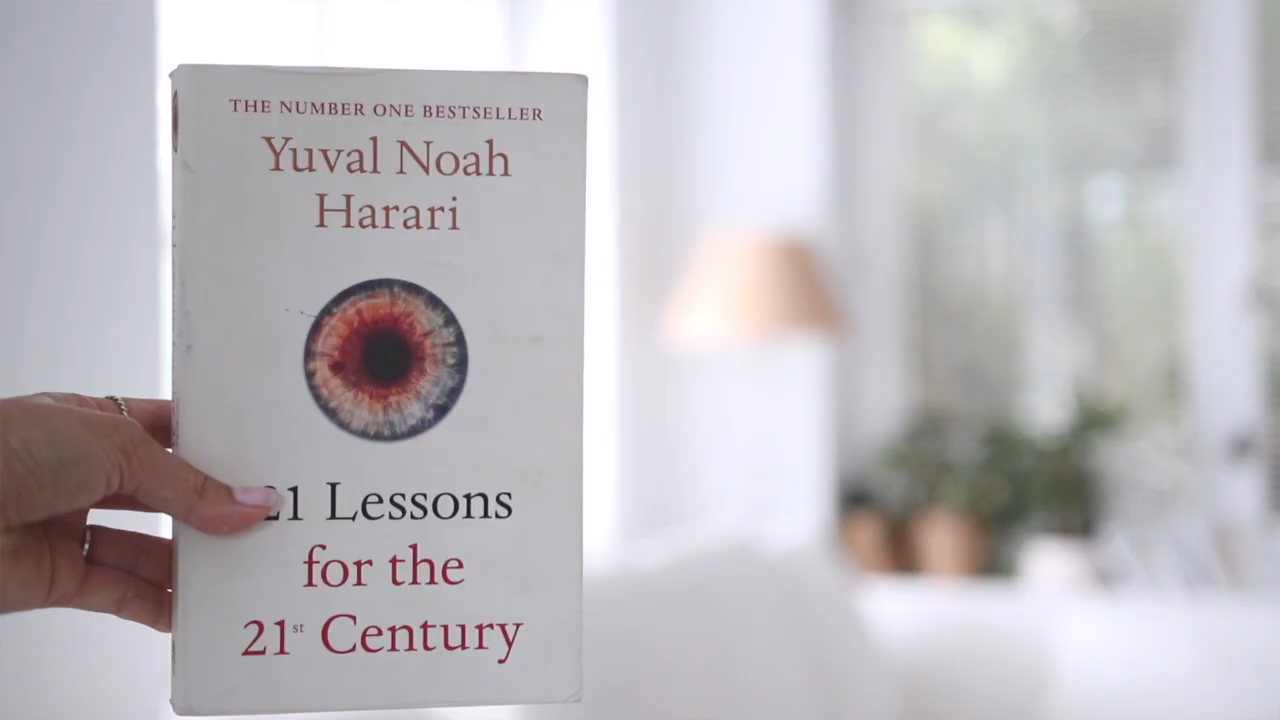 THE NUMBER ONE BESTSELLER
Yuval Noah
Harari
21 Lessons
for the
21st Century